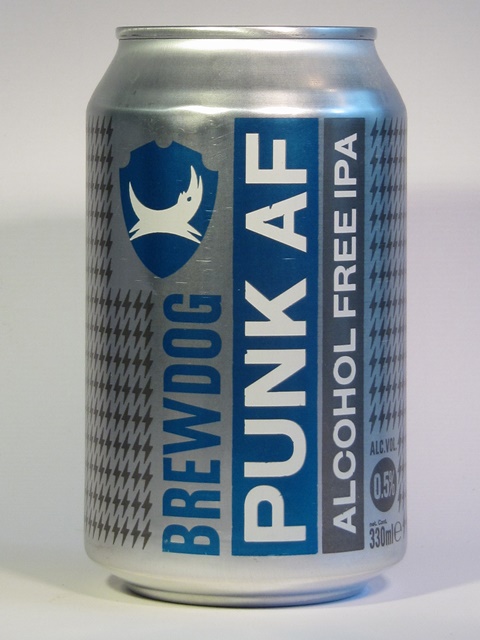 BREWDOG
PUNK AF
ALCOHOL FREE IPA
ALC.VOL.
0.5%
330ml e